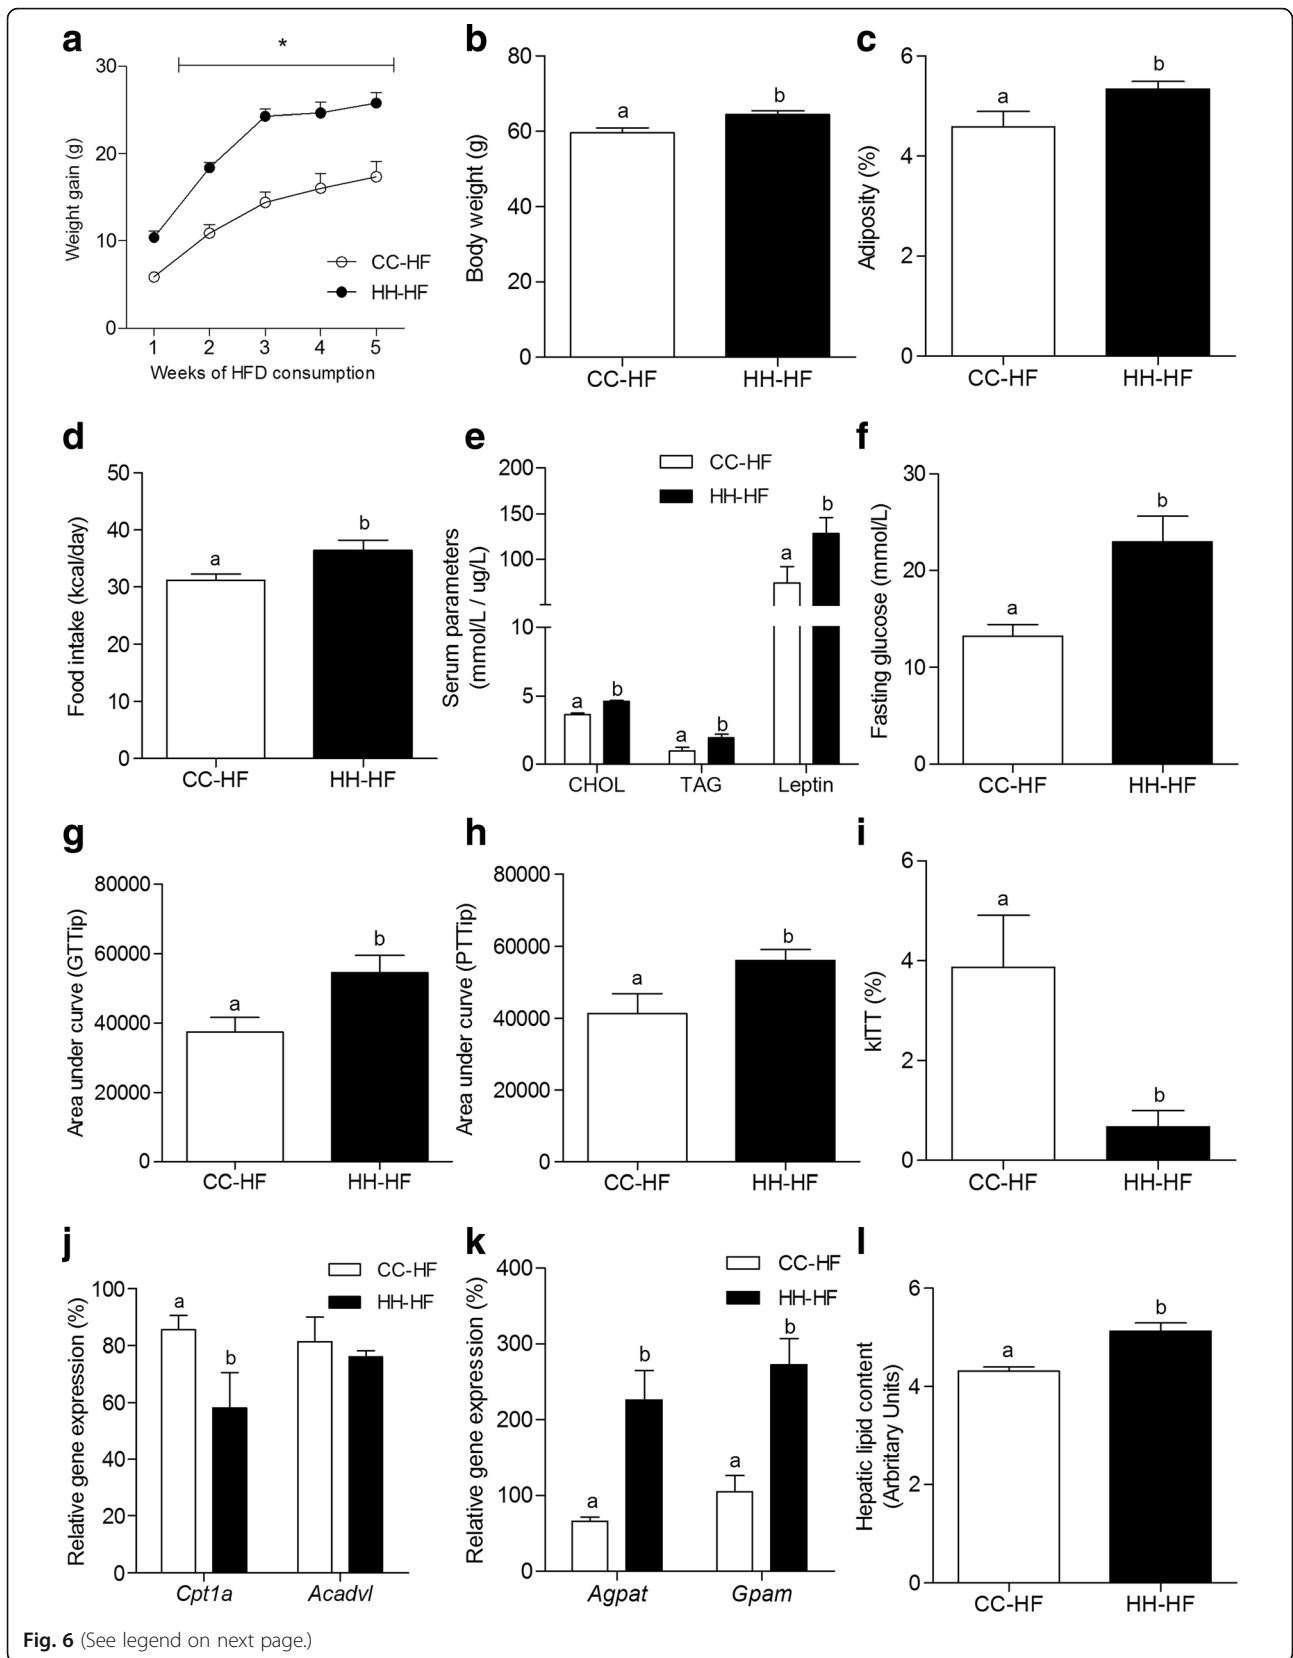 a
*
30
20
10
0
Weight gain (g)
CC-HF
HH-HF
1 2 3 4 5
Weeks of HFD consumption
b
80
60
40
20
0
Body weight (g)
a
b
CC-HF HH-HF
c
6
4
2
0
Adiposity (%)
a
b
CC-HF HH-HF
d
50
40
30
20
10
0
Food intake (kcal/day)
a
b
CC-HF HH-HF
e
CC-HF
HH-HF
200
150
100
10
5
0
Serum parameters
(mmol/L / ug/L)
a b
a b
a b
CHOL TAG Leptin
f
30
20
10
0
Fasting glucose (mmol/L)
a
b
CC-HF HH-HF
g
80000
60000
40000
20000
0
Area under curve (GTTip)
a
b
CC-HF HH-HF
h
80000
60000
40000
20000
0
Area under curve (PTTip)
a
b
CC-HF HH-HF
i
6
4
2
0
kITT (%)
a
b
CC-HF HH-HF
j
CC-HF
HH-HF
100
80
60
40
20
0
Relative gene expression (%)
a
b
Cpt1a Acadvl
k
CC-HF
HH-HF
400
300
200
100
0
Relative gene expression (%)
a b
a b
Agpat Gpam
l
6
4
2
0
Hepatic lipid content
(Arbritary Units)
a
b
CC-HF HH-HF
Fig. 6 (See legend on next page.)